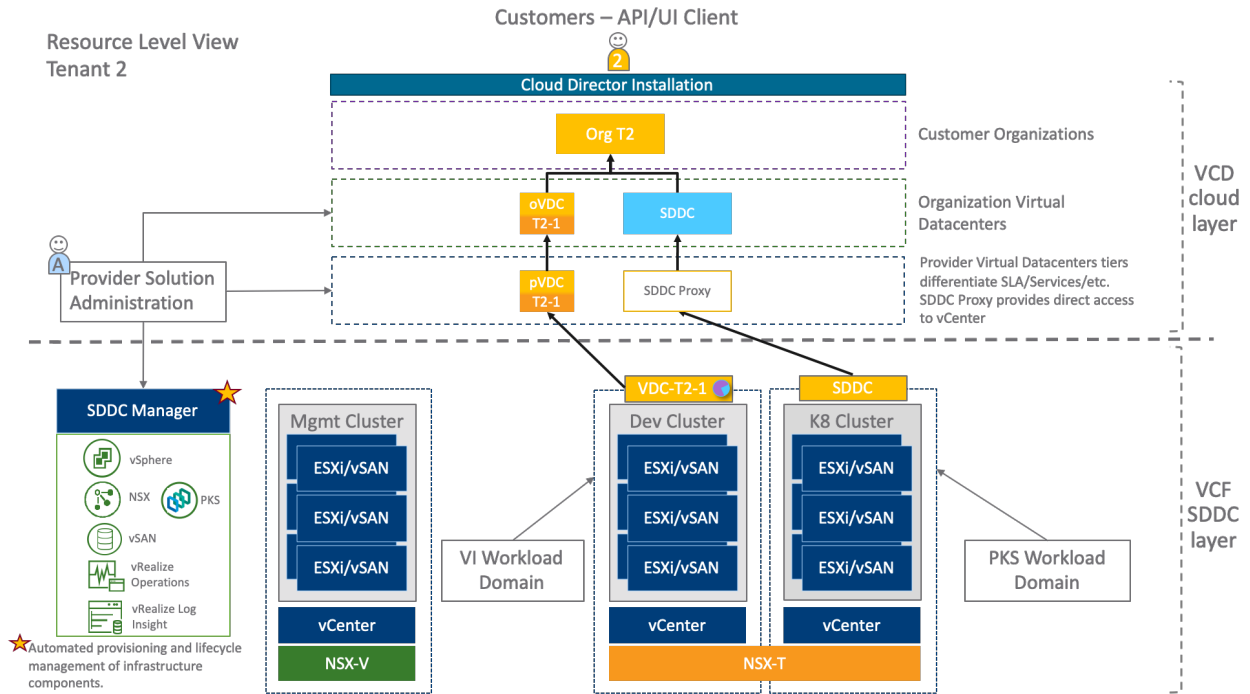 Customers – API/UI Client
Resource Level View
Tenant 2
2
Cloud Director Installation
Org T2
Customer Organizations
oVDC
T2-1
SDDC
Organization Virtual
Datacenters
VCD
cloud
layer
A
Provider Solution
Administration
pVDC
T2-1
SDDC Proxy
Provider Virtual Datacenters tiers
differentiate SLA/Services/etc.
SDDC Proxy provides direct access
to vCenter
SDDC Manager
vSphere
NSX
PKS
vSAN
vRealize
Operations
vRealize Log
Insight
Automated provisioning and lifecycle
management of infrastructure
components.
Mgmt Cluster
ESXi/vSAN
ESXi/vSAN
ESXi/vSAN
vCenter
NSX-V
VI Workload
Domain
VDC-T2-1
Dev Cluster
ESXi/vSAN
ESXi/vSAN
ESXi/vSAN
vCenter
SDDC
K8 Cluster
ESXi/vSAN
ESXi/vSAN
ESXi/vSAN
vCenter
NSX-T
PKS Workload
Domain
VCF
SDDC
layer